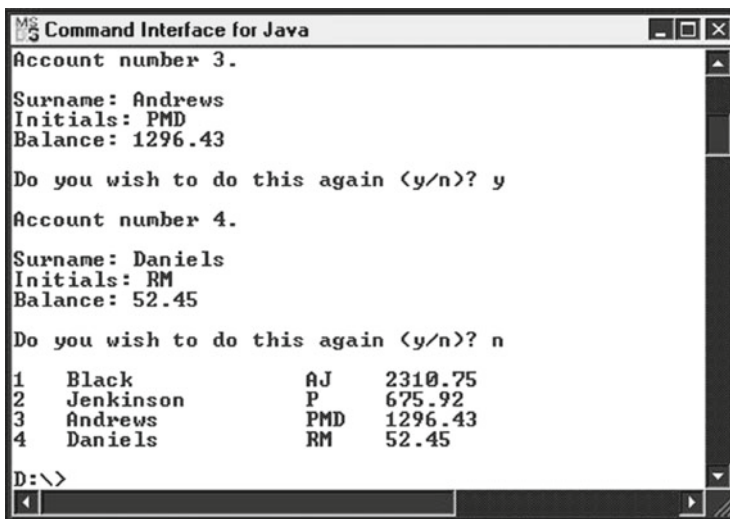 Command Interface for Java
Account number 3.
Surname: Andrews
Initials: PMD
Balance: 1296.43
Do you wish to do this again (y/n)? y
Account number 4.
Surname: Daniels
Initials: RM
Balance: 52.45
Do you wish to do this again (y/n)? n
1 Black AJ 2310.75
2 Jenkinson P 675.92
3 Andrews PMD 1296.43
4 Daniels RM 52.45
D:\>